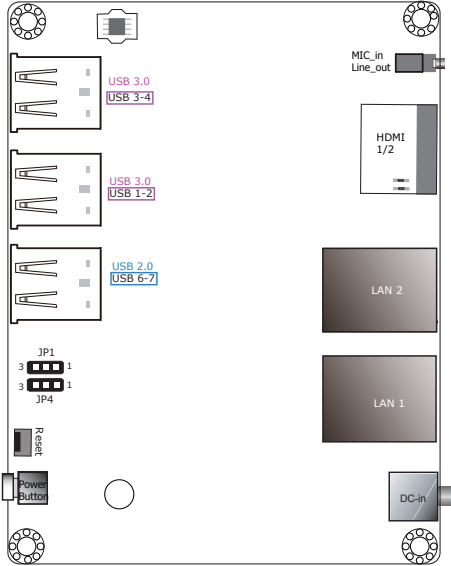 MIC_in
Line_out
USB 3.0
USB 3-4
HDMI
1/2
USB 3.0
USB 1-2
USB 2.0
USB 6-7
LAN 2
JP1
3 1
3 1
JP4
LAN 1
Reset
Power
Button
DC-in